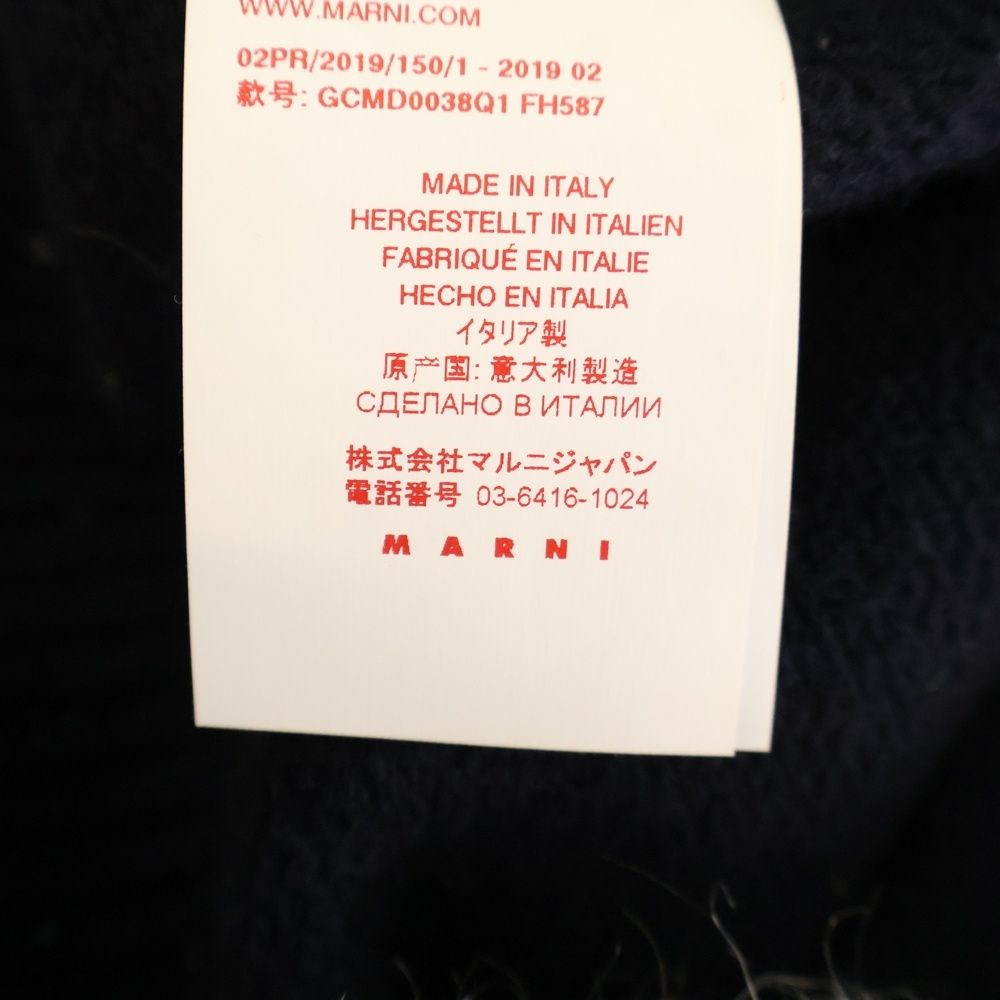 WWW.MARNI.COM
02PR/2019/150/1 - 2019 02
款号: GCMD0038Q1 FH587
MADE IN ITALY
HERGESTELLT IN ITALIEN
FABRIQUÉ EN ITALIE
HECHO EN ITALIA
イタリア製
原产国: 意大利製造
СДЕЛАНО В ИТАЛИИ
株式会社マルニジャパン
電話番号 03-6416-1024
MARNI